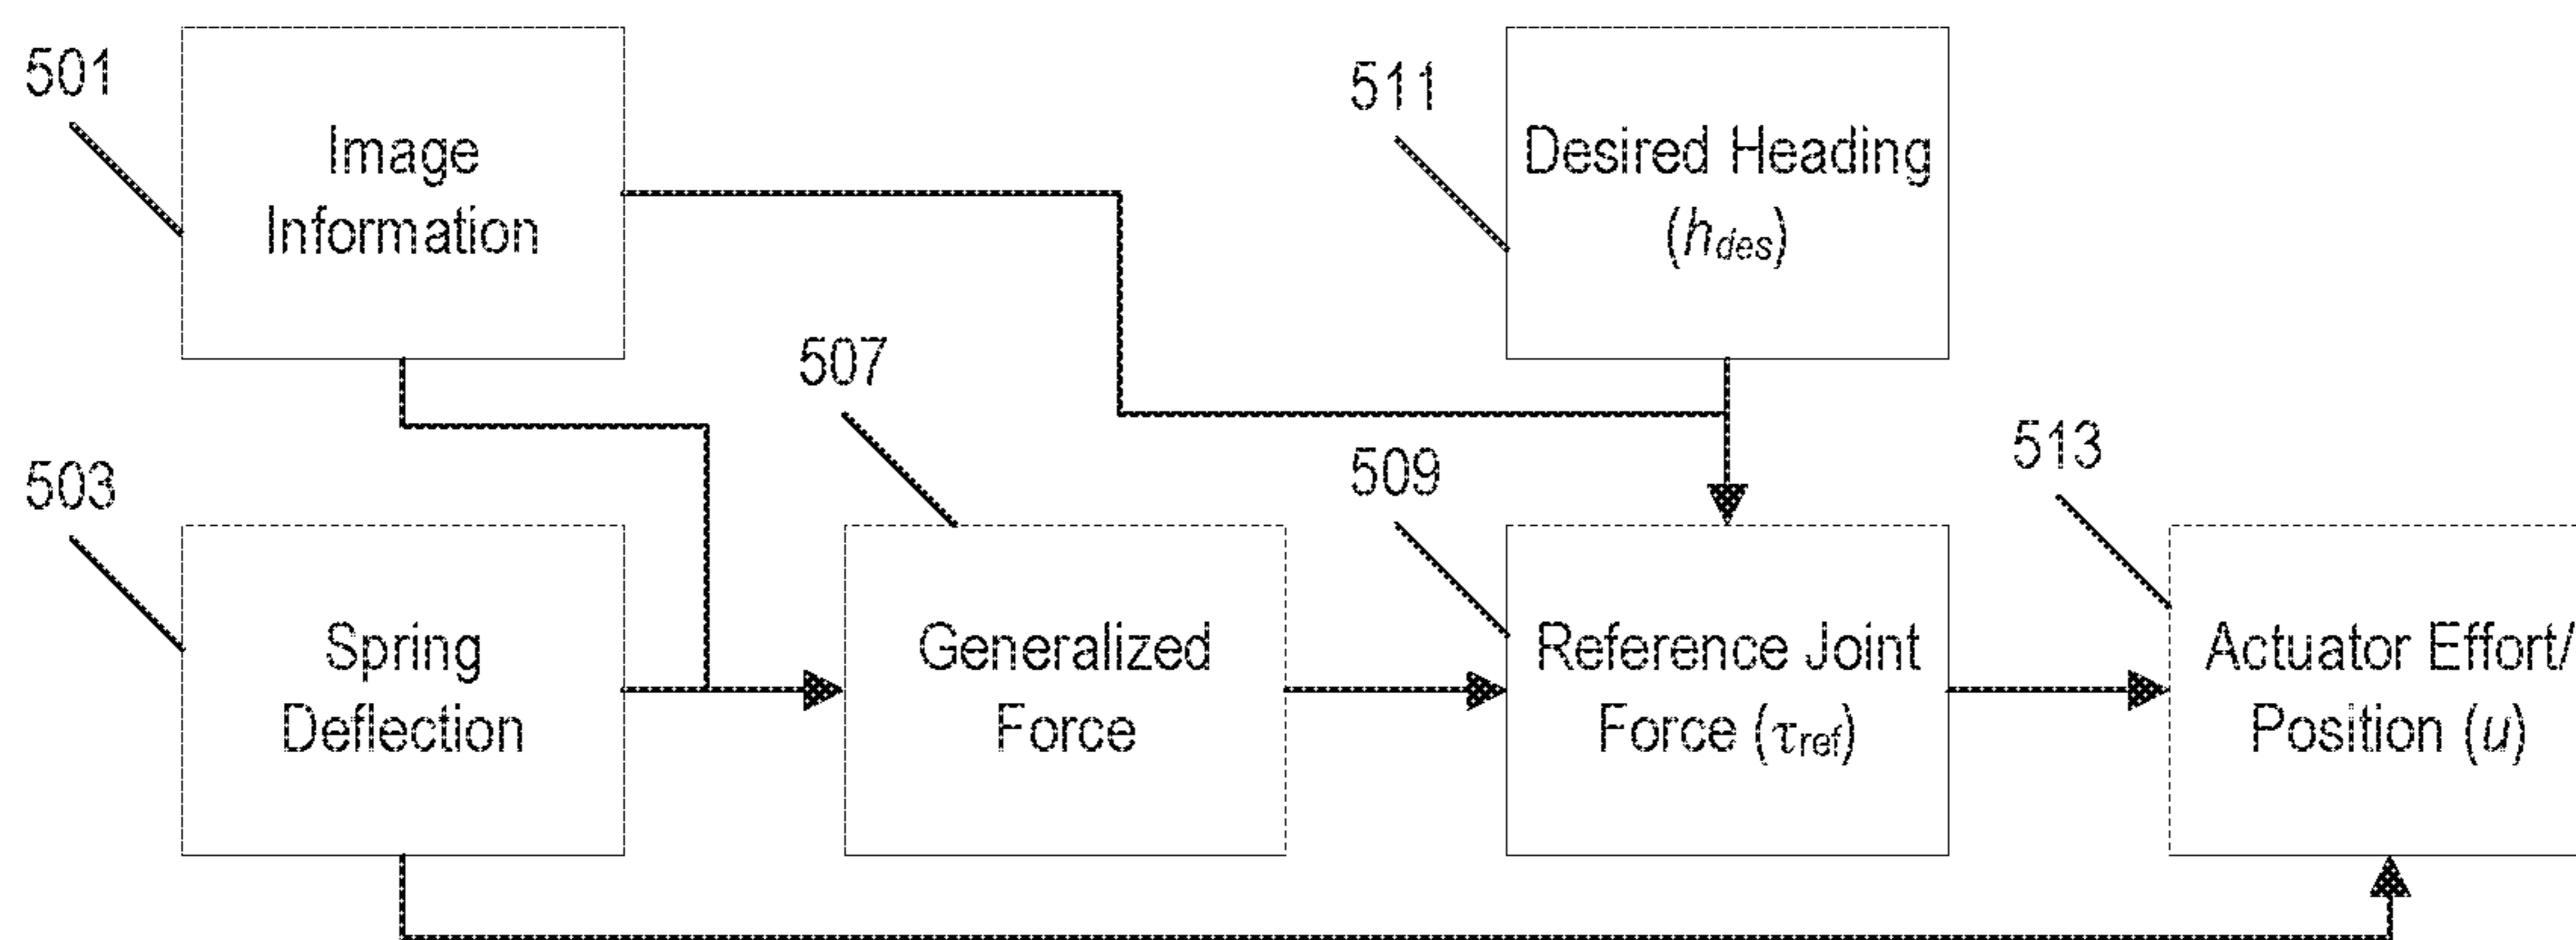 501
Image
Information
511
Desired Heading
(hdes)
507
503
Spring
Deflection
Generalized
Force
509
Reference Joint
Force (τref)
513
Actuator Effort/
Position (u)